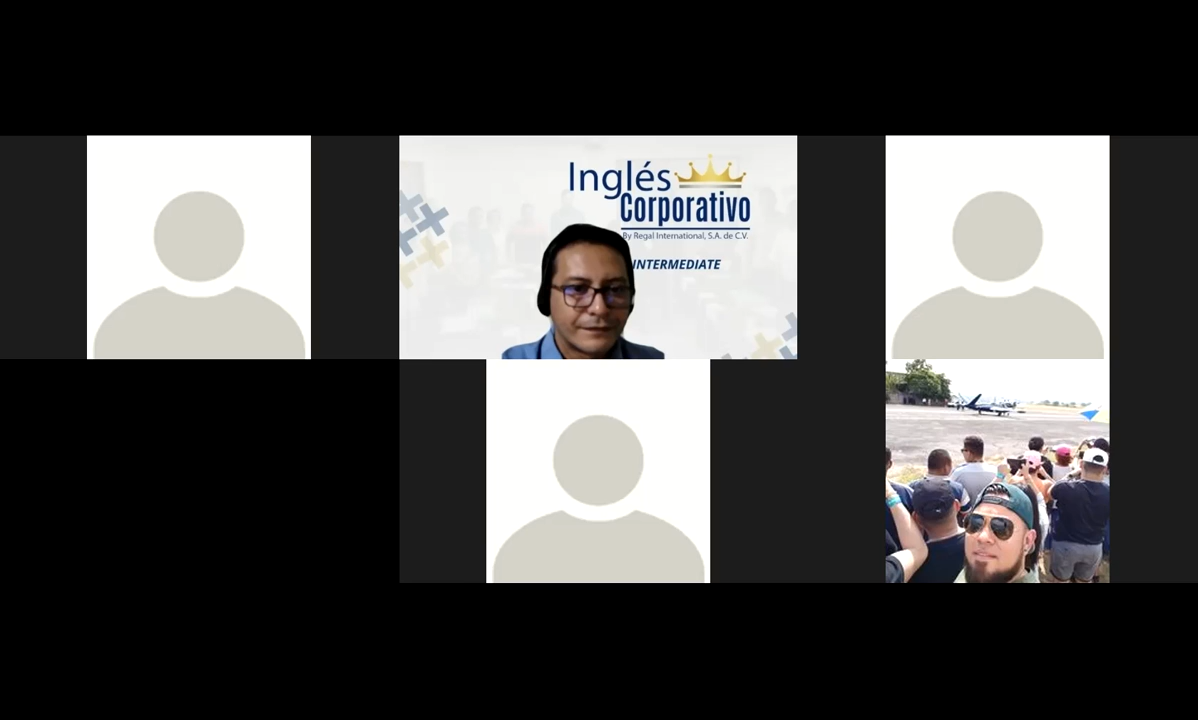 Inglés
Corporativo
By Regal International, S.A. de C.V.
INTERMEDIATE